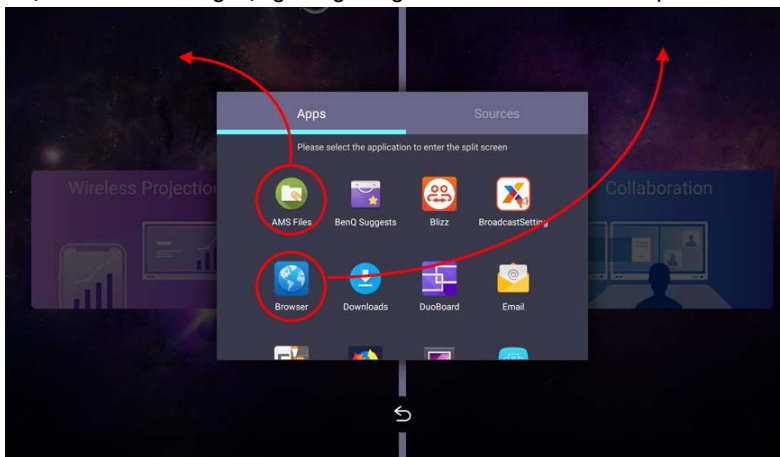 Apps
Sources
Please select the application to enter the split screen
Wireless Projection
Collaboration
AMS Files
BenQ Suggests
Blizz
BroadcastSetting
Browser
Downloads
DuoBoard
Email